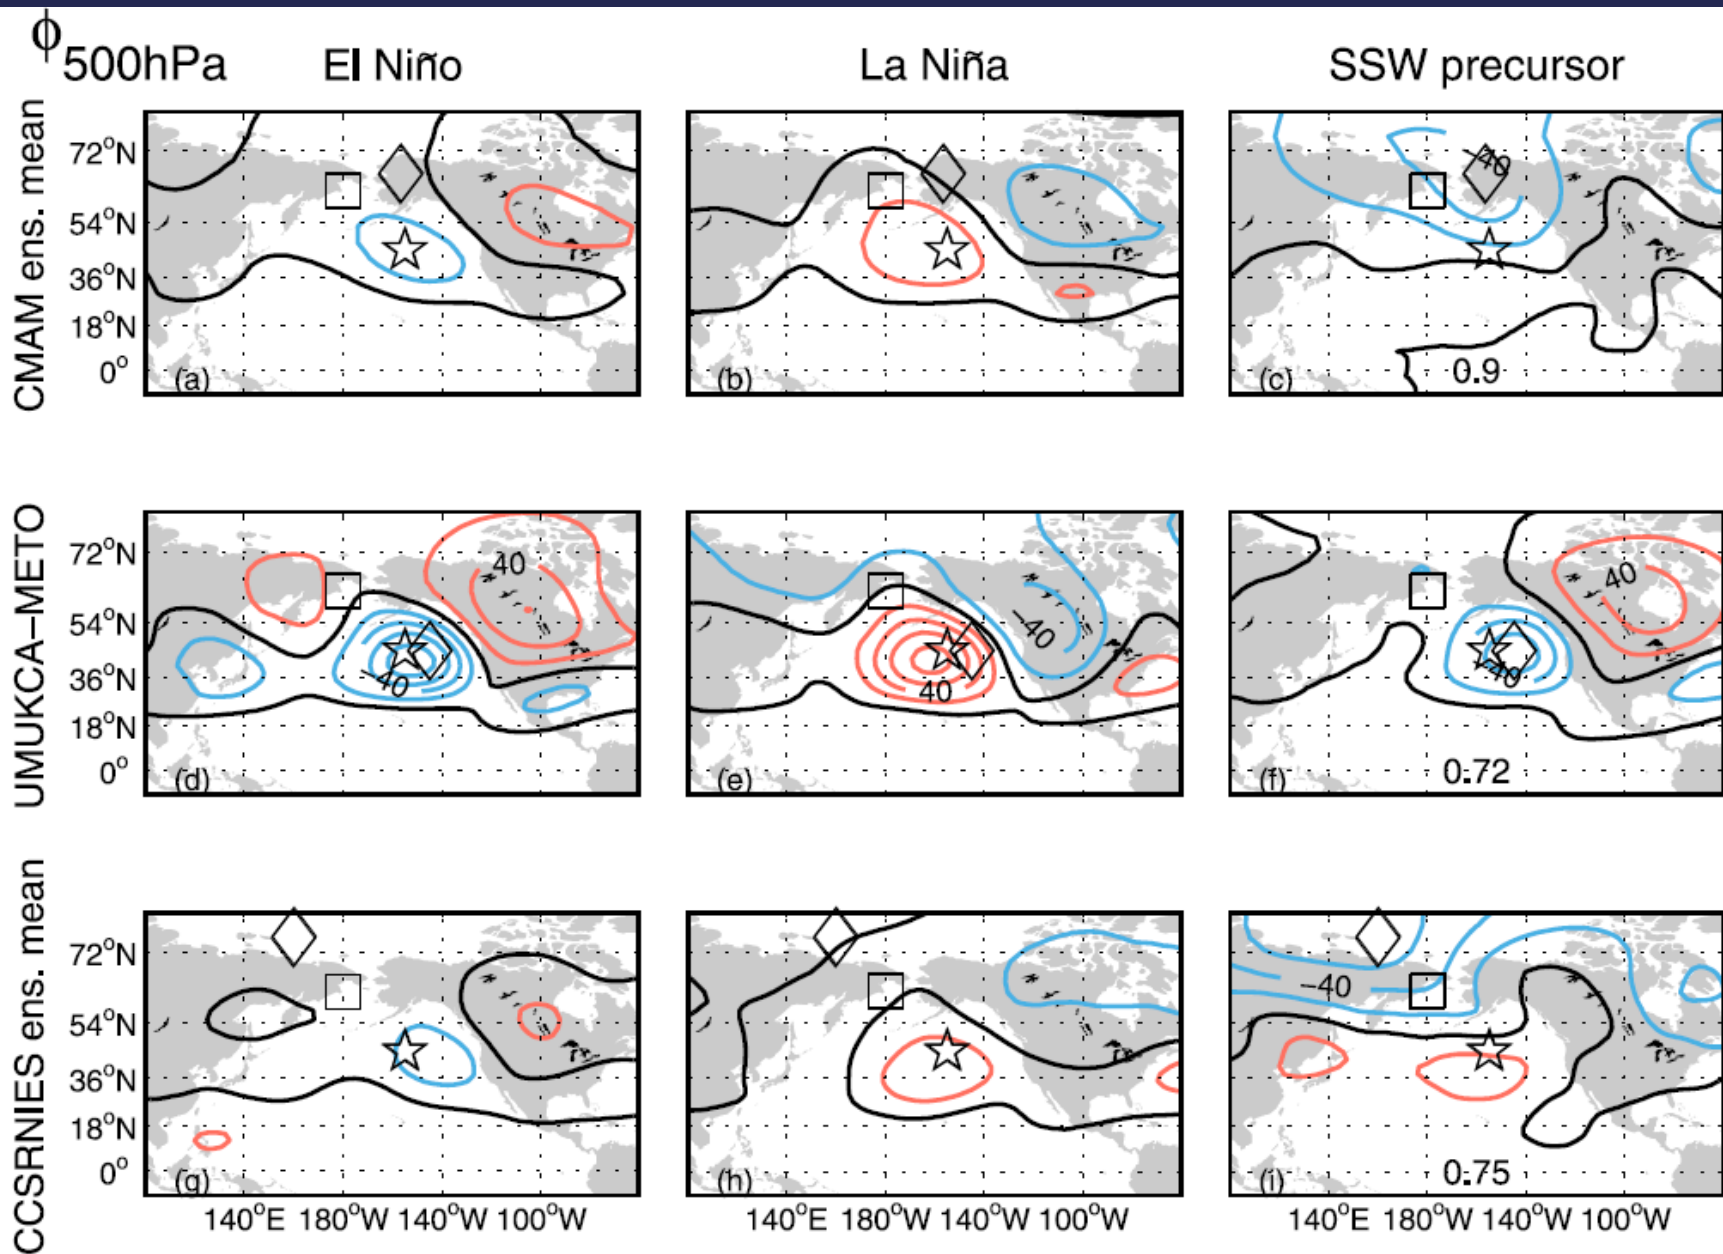 ϕ500hPa El Niño La Niña SSW precursor
CMAM ens. mean
72°N
54°N
36°N
18°N
0°
(a)
(b)
−40
0.9
(c)
UMUKCA−METO
72°N
54°N
36°N
18°N
0°
40
−40
(d)
−40
40
(e)
40
−40
0.72
(f)
CCSRNIES ens. mean
72°N
54°N
36°N
18°N
0°
(g)
(h)
−40
0.75
(i)
140°E 180°W 140°W 100°W
140°E 180°W 140°W 100°W
140°E 180°W 140°W 100°W